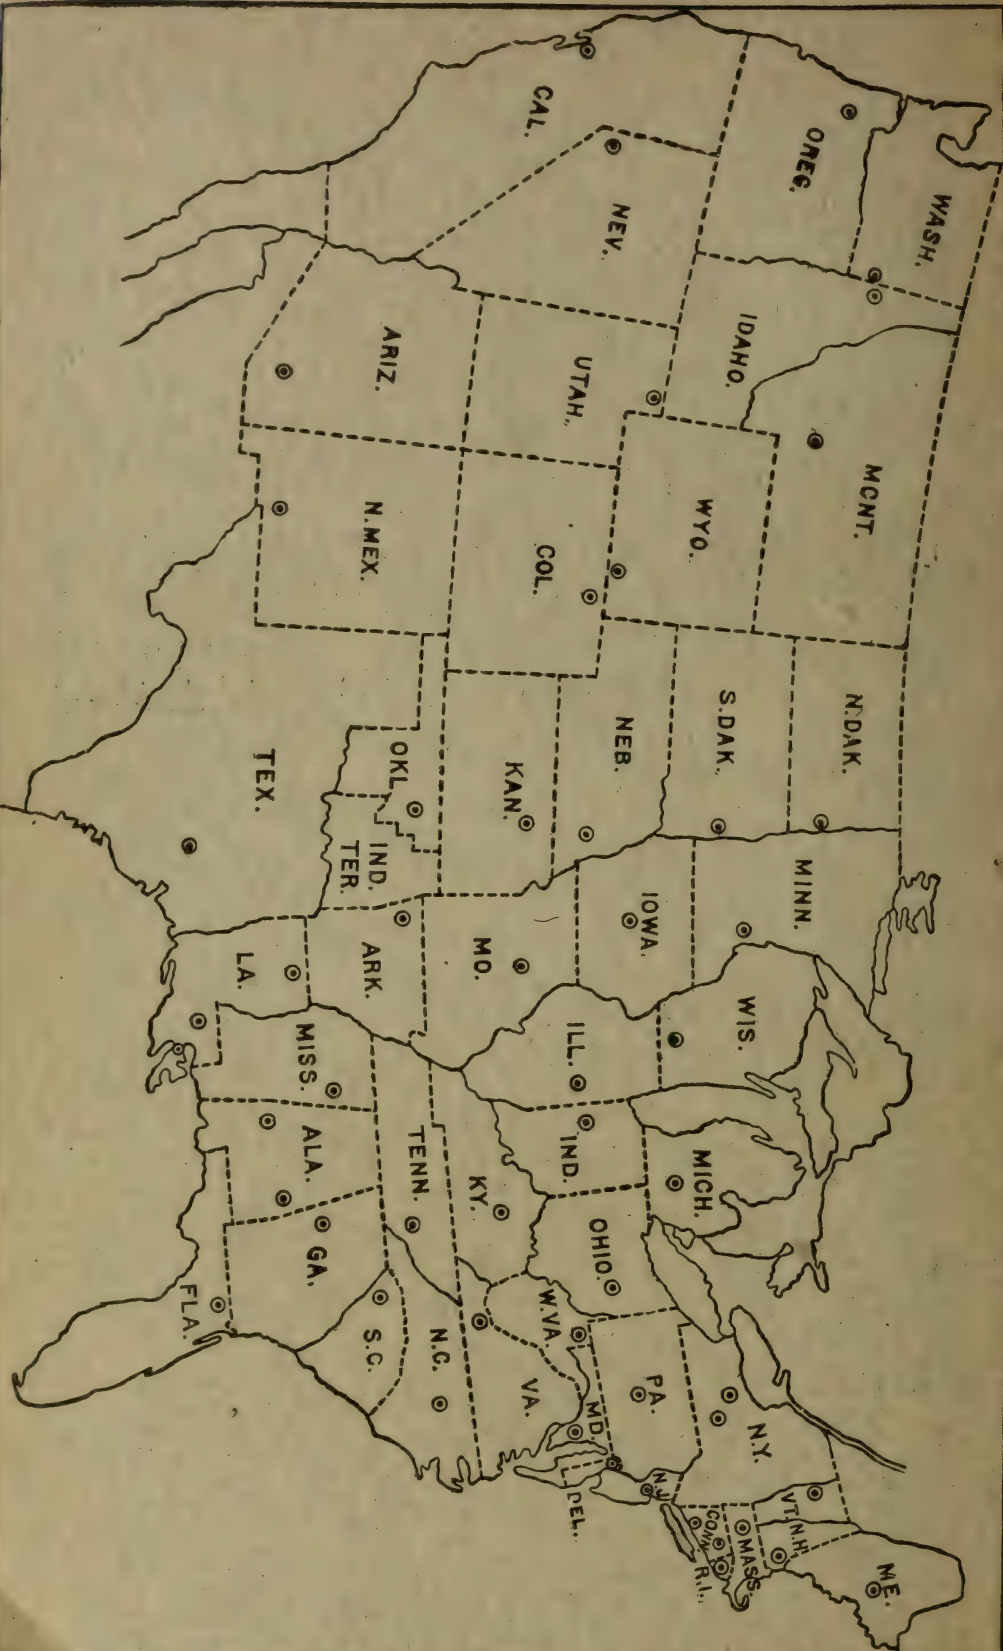 WASH.
OREG.
CAL.
NEV.
IDAHO.
MONT.
WYO.
UTAH.
ARIZ.
COL.
N.MEX.
N.DAK.
S.DAK.
NEB.
KAN.
OKL.
IND.
TER.
TEX.
MINN.
IOWA.
MO.
ARK.
LA.
WIS.
ILL.
MICH.
IND.
OHIO.
KY.
TENN.
MISS.
ALA.
GA.
FLA.
S.C.
N.C.
VA.
W.VA.
MD.
DEL.
PA.
N.J.
N.Y.
CONN.
R.I.
MASS.
VT.
N.H.
ME.